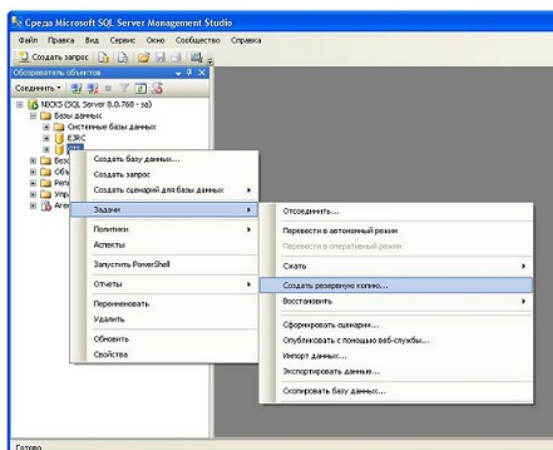 Среда Microsoft SQL Server Management Studio
Файл Правка Вид Сервис Окно Сообщество Справка
Создать запрос
Обозреватель объектов
Соединить
(SQL Server 8.0.760 - sa)
Базы данных
Системные базы данных
EJRC
Создать базу данных...
Создать запрос
Создать сценарий для базы данных
Задачи
Политики
Аспекты
Запустить PowerShell
Отчеты
Переименовать
Удалить
Обновить
Свойства
Отсоединить...
Перевести в автономный режим
Перевести в оперативный режим
Сжать
Создать резервную копию...
Восстановить
Сформировать сценарии...
Опубликовать с помощью веб-службы...
Импорт данных...
Экспортировать данные...
Скопировать базу данных...
Готово